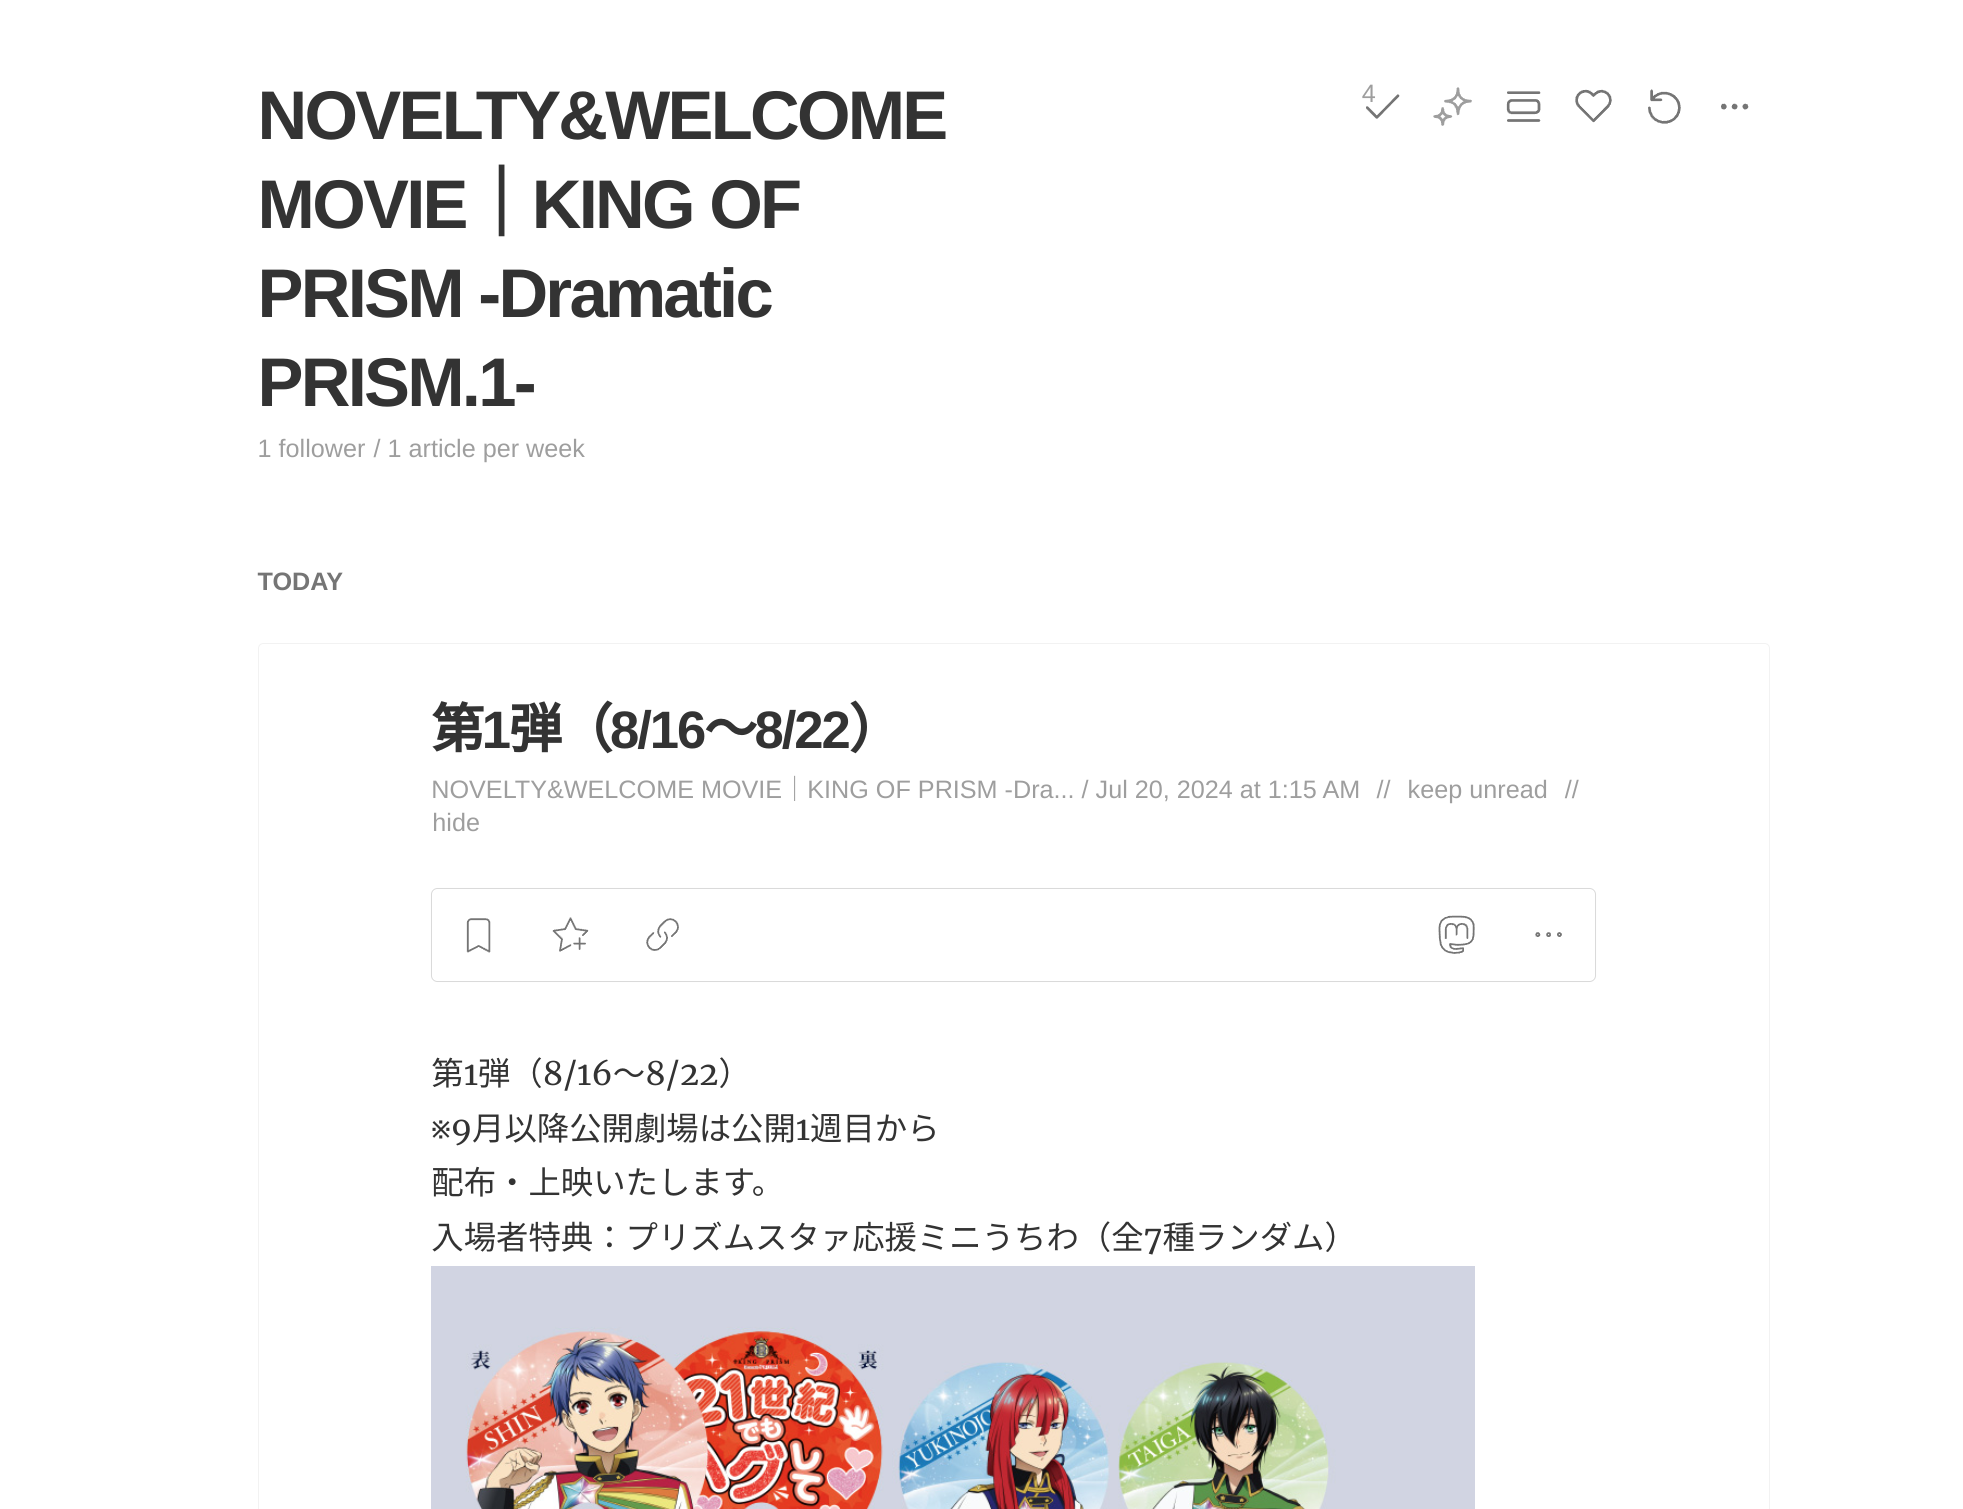 NOVELTY&WELCOME
MOVIE｜KING OF
PRISM -Dramatic
PRISM.1-
4
1 follower / 1 article per week
TODAY
第1弾（8/16〜8/22）
NOVELTY&WELCOME MOVIE｜KING OF PRISM -Dra... / Jul 20, 2024 at 1:15 AM // keep unread //
hide
第1弾（8/16〜8/22）
※9月以降公開劇場は公開1週目から
配布・上映いたします。
入場者特典：プリズムスタァ応援ミニうちわ（全7種ランダム）
表
裏
SHIN
21世紀
でも
ハグして
YUKINOJO
TAIGA